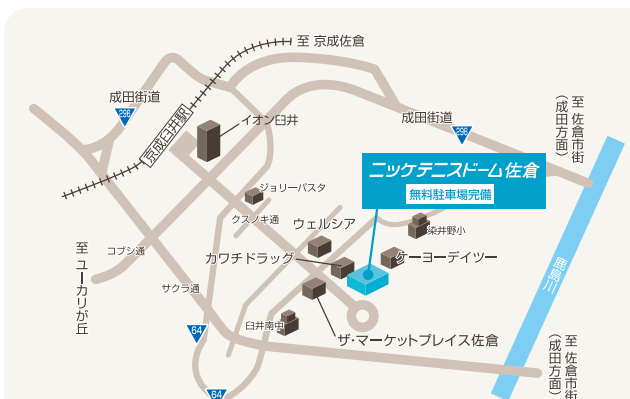 至 京成佐倉
成田街道
296
京成臼井駅
イオン臼井
成田街道
296
至 佐倉市街
(成田方面)
ニッケテニスドーム佐倉
無料駐車場完備
ジョリーパスタ
クスノキ通
ウェルシア
染井野小
至 ユーカリが丘
コブシ通
カワチドラッグ
ケーヨーデイツー
鹿島川
サクラ通
64
臼井南中
ザ・マーケットプレイス佐倉
至 佐倉市街
(成田方面)
64